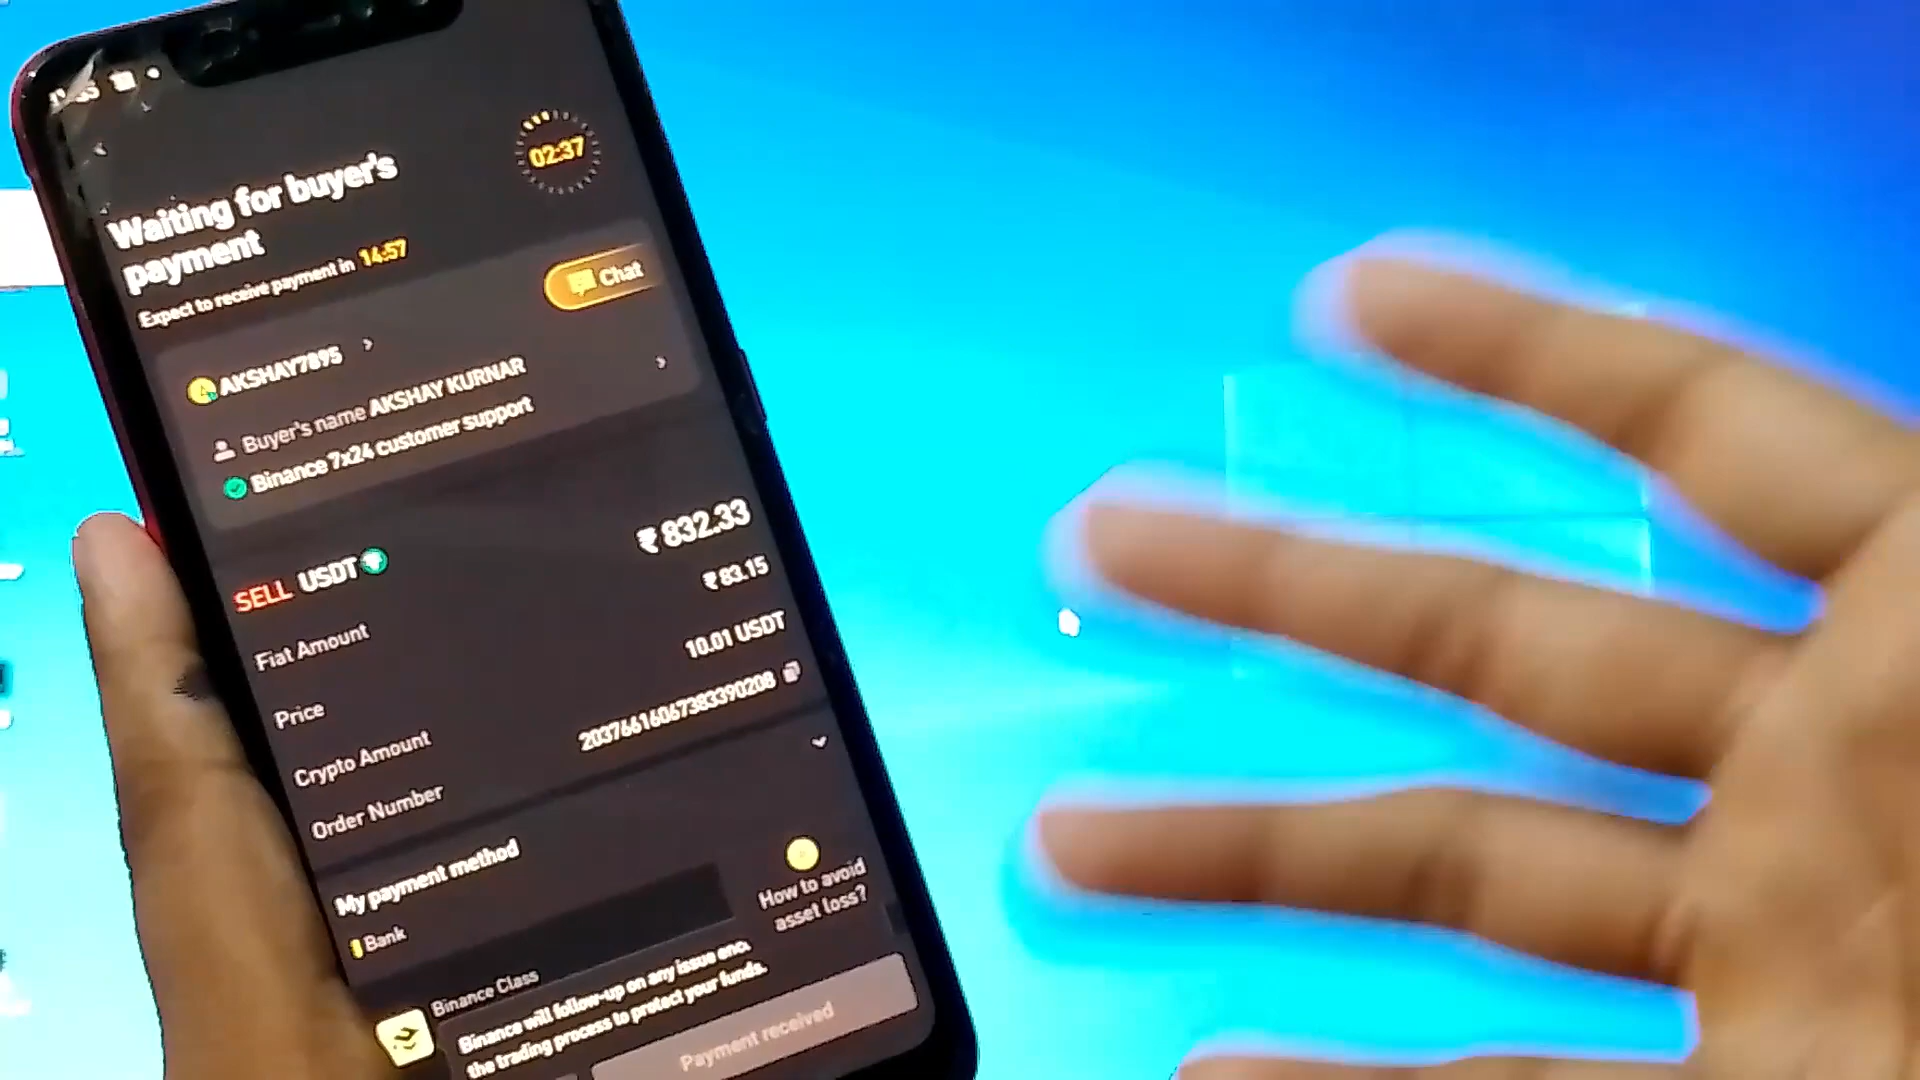 02:37
Waiting for buyer's
payment
Expect to receive payment in 14:57
Chat
AKSHAY7895
Buyer's name AKSHAY KURNAR
Binance 7x24 customer support
SELL USDT
Fiat Amount ₹ 832.33
Price ₹ 83.15
Crypto Amount 10.01 USDT
Order Number 20376616067383390208
My payment method
Bank
How to avoid
asset loss?
Binance Class
Binance will follow-up on any issue
the trading process to protect your funds.
Payment received